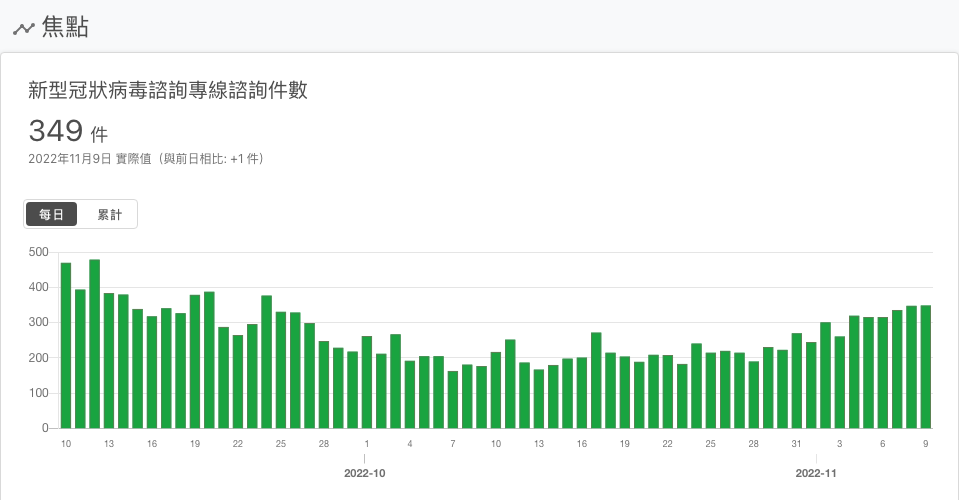 焦點
新型冠狀病毒諮詢專線諮詢件數
349 件
2022年11月9日 實際值（與前日相比: +1 件）
每日 累計
500
400
300
200
100
0
10 13 16 19 22 25 28 1 4 7 10 13 16 19 22 25 28 31 3 6 9
2022-10 2022-11